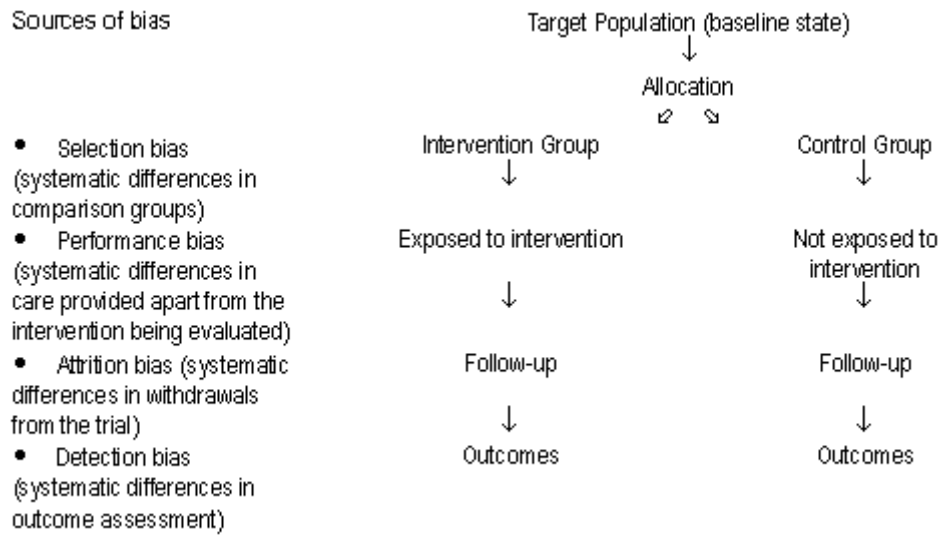 Sources of bias
Target Population (baseline state)
↓
Allocation
⬃ ⬂
• Selection bias
(systematic differences in
comparison groups)
Intervention Group
Control Group
↓ ↓
• Performance bias
(systematic differences in
care provided apart from the
intervention being evaluated)
Exposed to intervention
Not exposed to
intervention
↓ ↓
• Attrition bias (systematic
differences in withdrawals
from the trial)
Follow-up
Follow-up
↓ ↓
• Detection bias
(systematic differences in
outcome assessment)
Outcomes
Outcomes